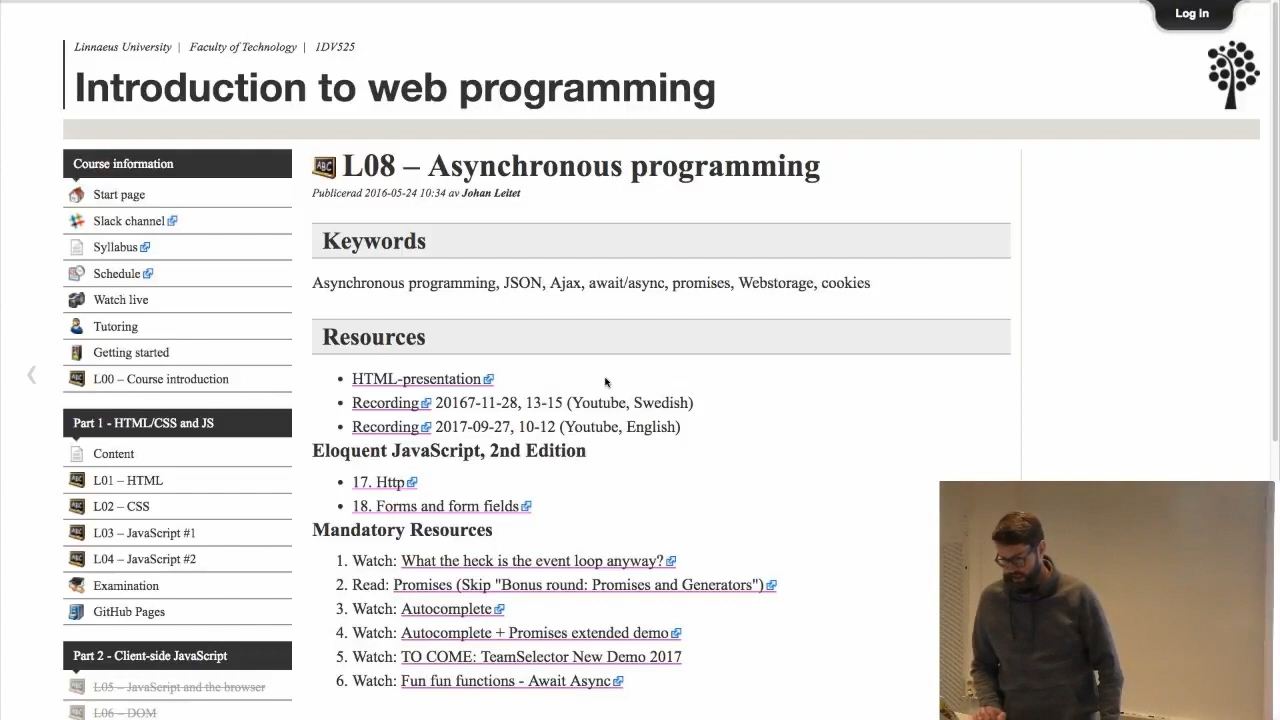 Log in
Linnaeus University | Faculty of Technology | 1DV525
Introduction to web programming
Course information
Start page
Slack channel
Syllabus
Schedule
Watch live
Tutoring
Getting started
L00 – Course introduction
Part 1 - HTML/CSS and JS
Content
L01 – HTML
L02 – CSS
L03 – JavaScript #1
L04 – JavaScript #2
Examination
GitHub Pages
Part 2 - Client-side JavaScript
L05 – JavaScript and the browser
L06 – DOM
ABC L08 – Asynchronous programming
Publicerad 2016-05-24 10:34 av Johan Leitet
Keywords
Asynchronous programming, JSON, Ajax, await/async, promises, Webstorage, cookies
Resources
• HTML-presentation
• Recording 20167-11-28, 13-15 (Youtube, Swedish)
• Recording 2017-09-27, 10-12 (Youtube, English)
Eloquent JavaScript, 2nd Edition
• 17. Http
• 18. Forms and form fields
Mandatory Resources
1. Watch: What the heck is the event loop anyway?
2. Read: Promises (Skip "Bonus round: Promises and Generators")
3. Watch: Autocomplete
4. Watch: Autocomplete + Promises extended demo
5. Watch: TO COME: TeamSelector New Demo 2017
6. Watch: Fun fun functions - Await Async